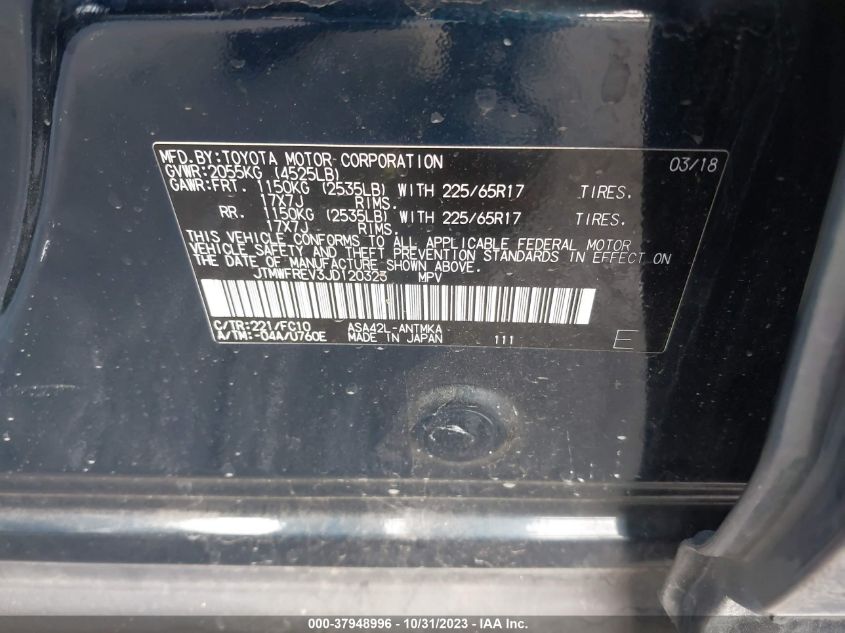 MFD.BY:TOYOTA MOTOR CORPORATION 03/18
GVWR:2055KG (4525LB)
GAWR:FRT. 1150KG (2535LB) WITH 225/65R17 TIRES.
17X7J RIMS.
RR. 1150KG (2535LB) WITH 225/65R17 TIRES.
17X7J RIMS.
THIS VEHICLE CONFORMS TO ALL APPLICABLE FEDERAL MOTOR
VEHICLE SAFETY AND THEFT PREVENTION STANDARDS IN EFFECT ON
THE DATE OF MANUFACTURE SHOWN ABOVE.
JTMWFREV3JD120325 MPV
C/TR:221/FC10 ASA42L-ANTMKA
A/TM:-04A/U760E MADE IN JAPAN 111 E
000-37948996 - 10/31/2023 - IAA Inc.